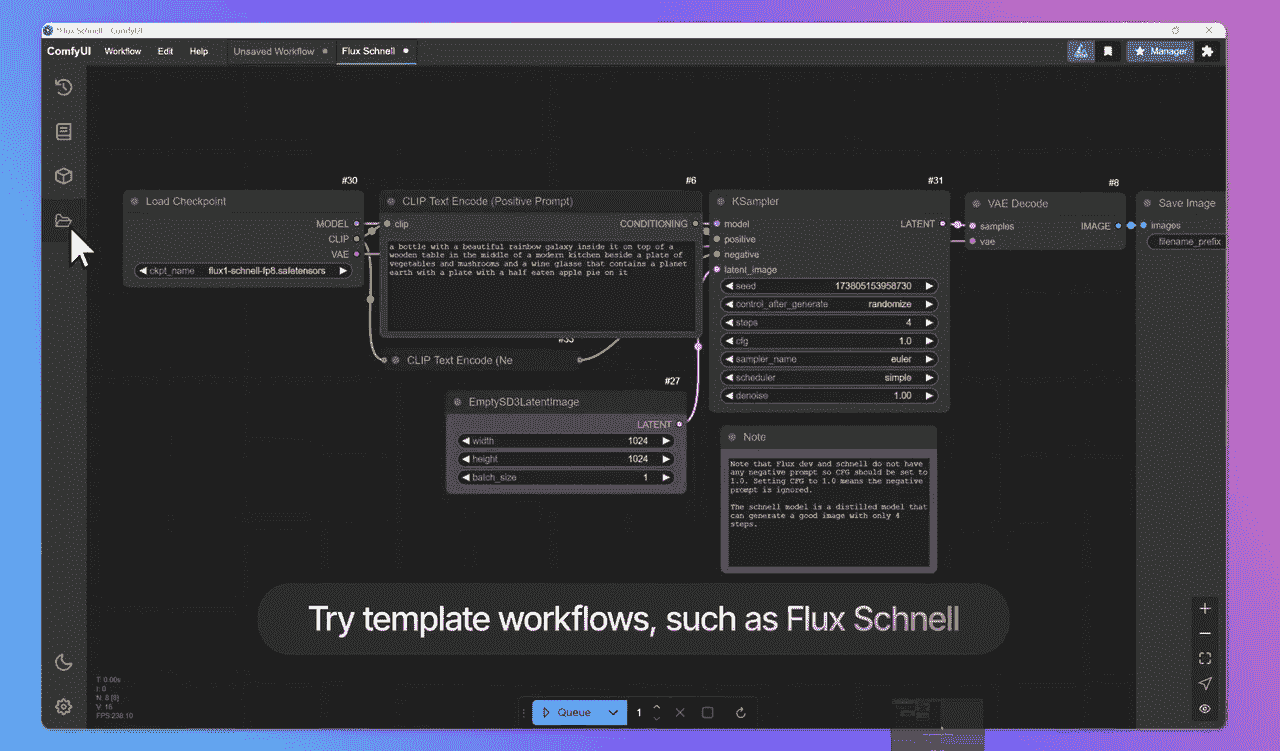 *Flux Schnell - ComfyUI
ComfyUI Workflow Edit Help Unsaved Workflow Flux Schnell Manager
#30
Load Checkpoint
MODEL
CLIP
VAE
ckpt_name flux1-schnell-fp8.safetensors
#6
CLIP Text Encode (Positive Prompt)
clip CONDITIONING
a bottle with a beautiful rainbow galaxy inside it on top of a
wooden table in the middle of a modern kitchen beside a plate of
vegetables and mushrooms and a wine glasse that contains a planet
earth with a plate with a half eaten apple pie on it
#33
CLIP Text Encode (Ne
#27
EmptySD3LatentImage
LATENT
width 1024
height 1024
batch_size 1
#31
KSampler
model LATENT
positive
negative
latent_image
seed 173805153958730
control_after_generate randomize
steps 4
cfg 1.0
sampler_name euler
scheduler simple
denoise 1.00
Note
Note that Flux dev and schnell do not have
any negative prompt so CFG should be set to
1.0. Setting CFG to 1.0 means the negative
prompt is ignored.
The schnell model is a distilled model that
can generate a good image with only 4
steps.
#8
VAE Decode
samples IMAGE
vae
Save Image
images
filename_prefix
Try template workflows, such as Flux Schnell
T: 0.00s
I: 0
N: 8 [8]
V: 16
FPS:238.10
Queue 1